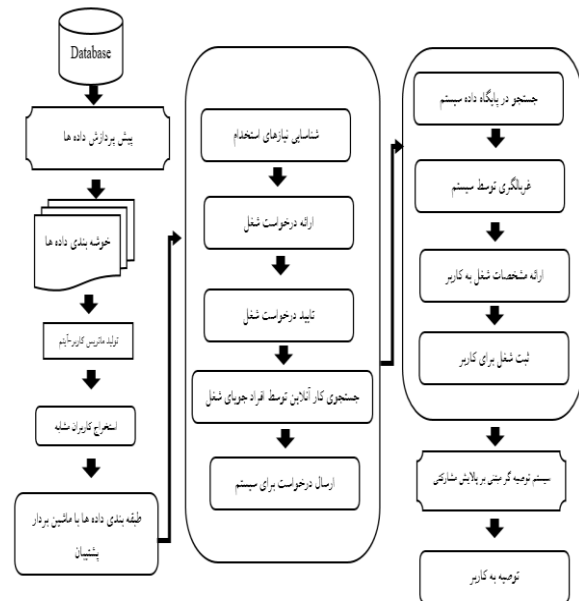 Database
پیش پردازش داده ها
خوشه بندی داده ها
تولید ماتریس کاربر-آیتم
استخراج کاربران مشابه
طبقه بندی داده ها با ماشین بردار
پشتیبان
شناسایی نیازهای استخدام
ارائه درخواست شغل
تایید درخواست شغل
جستجوی کار آنلاین توسط افراد جویای شغل
ارسال درخواست برای سیستم
جستجو در پایگاه داده سیستم
غربالگری توسط سیستم
ارائه مشخصات شغل به کاربر
ثبت شغل برای کاربر
سیستم توصیه گر مبتنی بر پالایش مشارکتی
توصیه به کاربر